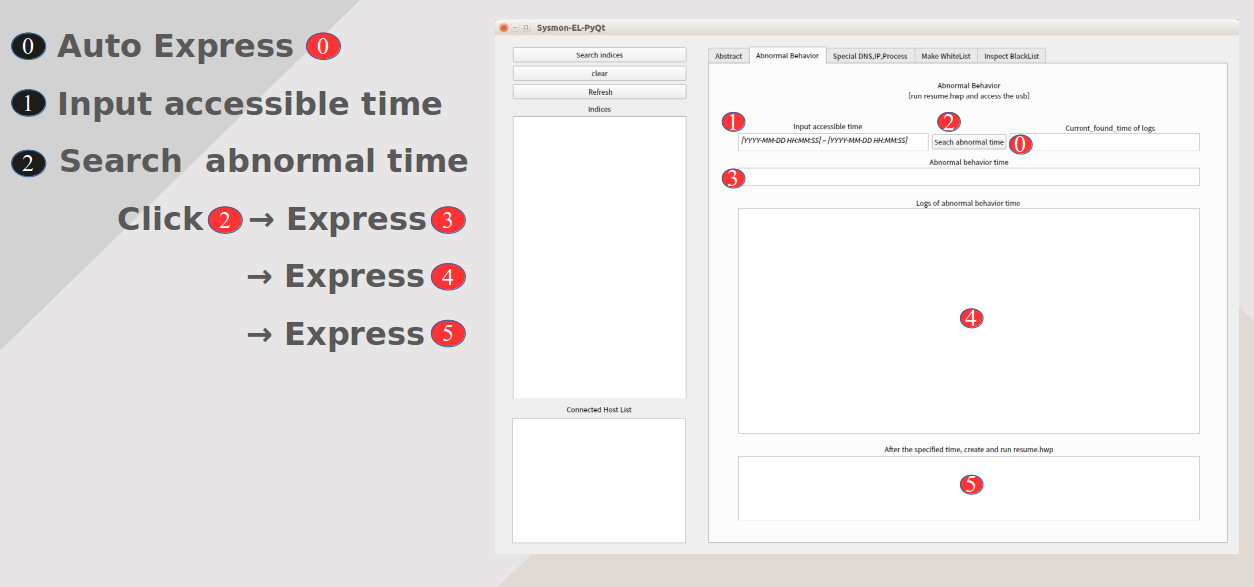 0 Auto Express 0
1 Input accessible time
2 Search abnormal time
Click 2 → Express 3
→ Express 4
→ Express 5
Sysmon-EL-PyQt
Search indices
clear
Refresh
Indices
Connected Host List
Abstract Abnormal Behavior Special DNS,IP,Process Make WhiteList Inspect BlackList
Abnormal Behavior
[run resume.hwp and access the usb]
1 Input accessible time 2 Current_found_time of logs
[YYYY-MM-DD HH:MM:SS] ~ [YYYY-MM-DD HH:MM:SS] Seach abnormal time 0
Abnormal behavior time
3
Logs of abnormal behavior time
4
After the specified time, create and run resume.hwp
5